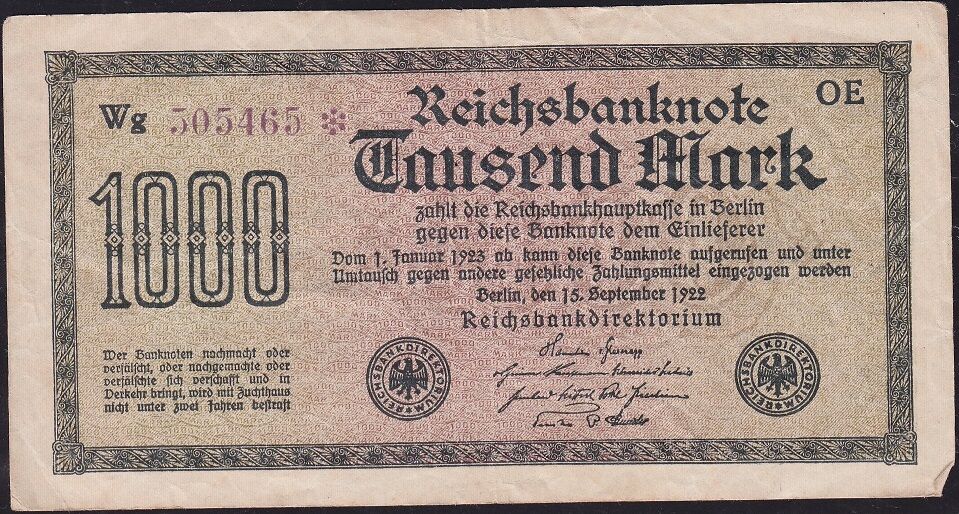 Wg 505465 *
OE
Reichsbanknote
Tausend Mark
1000
zahlt die Reichsbankhauptkasse in Berlin
gegen diese Banknote dem Einlieferer
Vom 1. Januar 1923 ab kann diese Banknote aufgerufen und unter
Umtausch gegen andere gesetzliche Zahlungsmittel eingezogen werden
Berlin, den 15. September 1922
Reichsbankdirektorium
Wer Banknoten nachmacht oder
verfälscht, oder nachgemachte oder
verfälschte sich verschafft und in
Verkehr bringt, wird mit Zuchthaus
nicht unter zwei Jahren bestraft
REICHSBANKDIREKTORIUM
REICHSBANKDIREKTORIUM